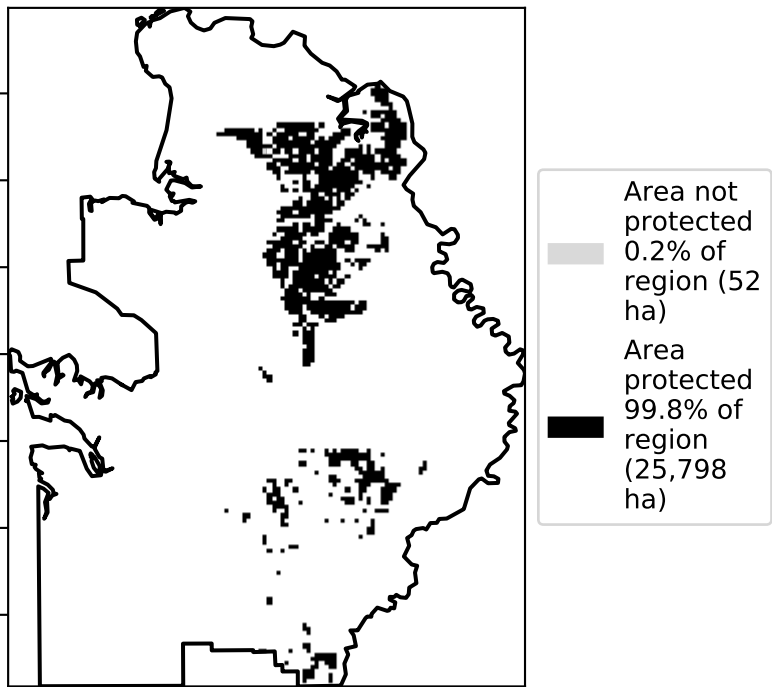 Area not
protected
0.2% of
region (52
ha)
Area
protected
99.8% of
region
(25,798
ha)